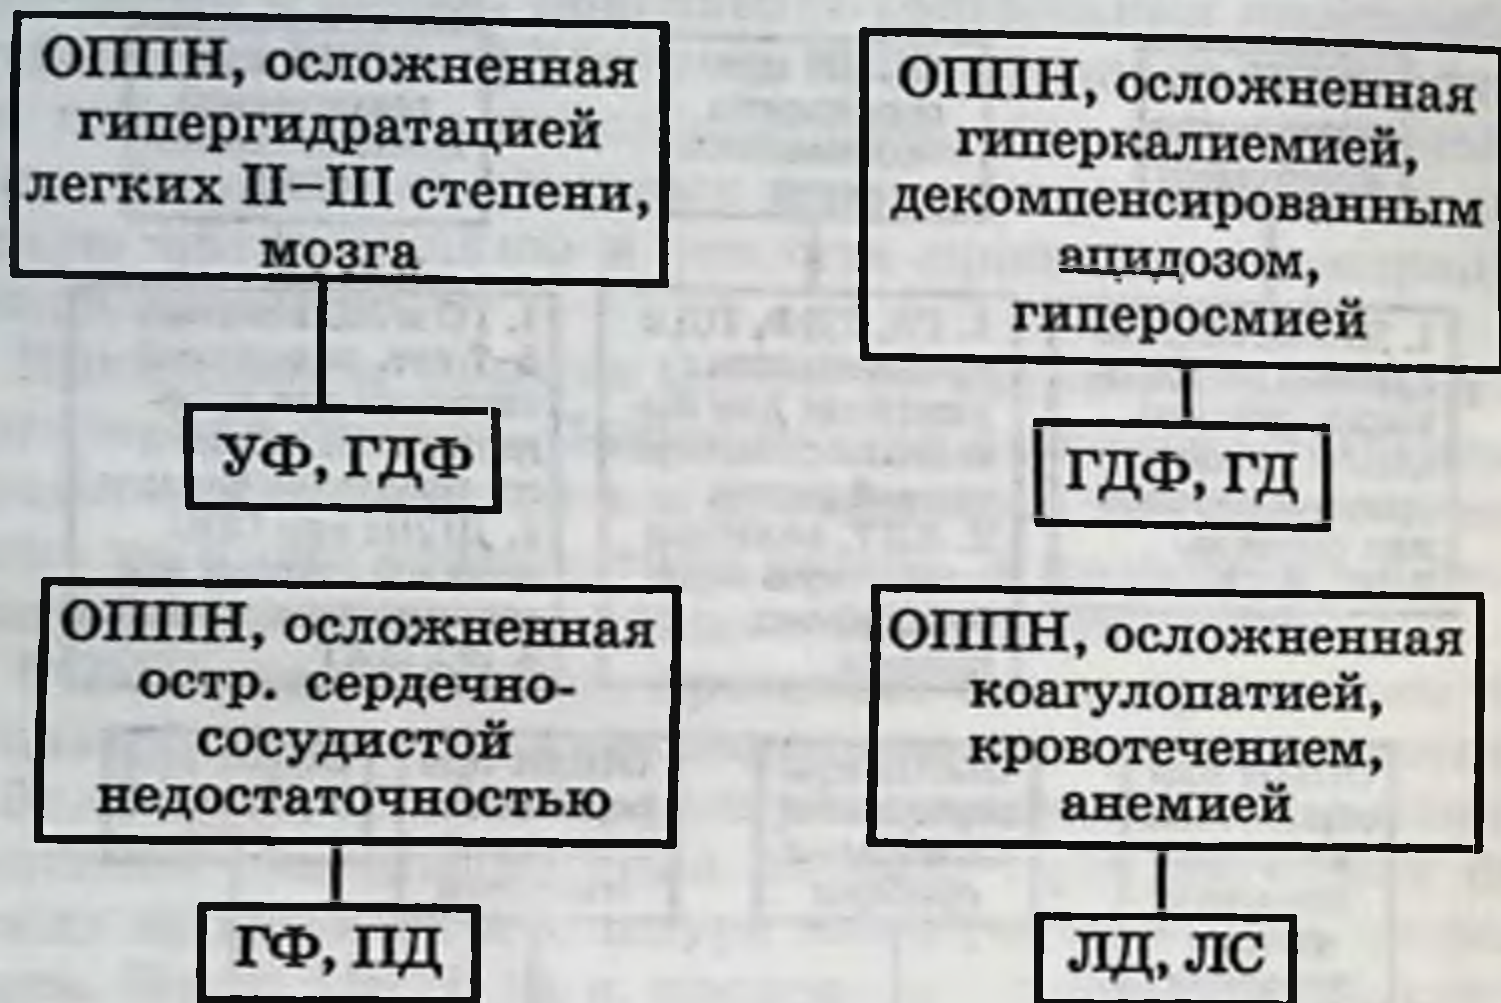 ОППН, осложненная
гипергидратацией
легких II–III степени,
мозга
УФ, ГДФ
ОППН, осложненная
гиперкалиемией,
декомпенсированным
ацидозом,
гиперосмией
ГДФ, ГД
ОППН, осложненная
остр. сердечно-
сосудистой
недостаточностью
ГФ, ПД
ОППН, осложненная
коагулопатией,
кровотечением,
анемией
ЛД, ЛС